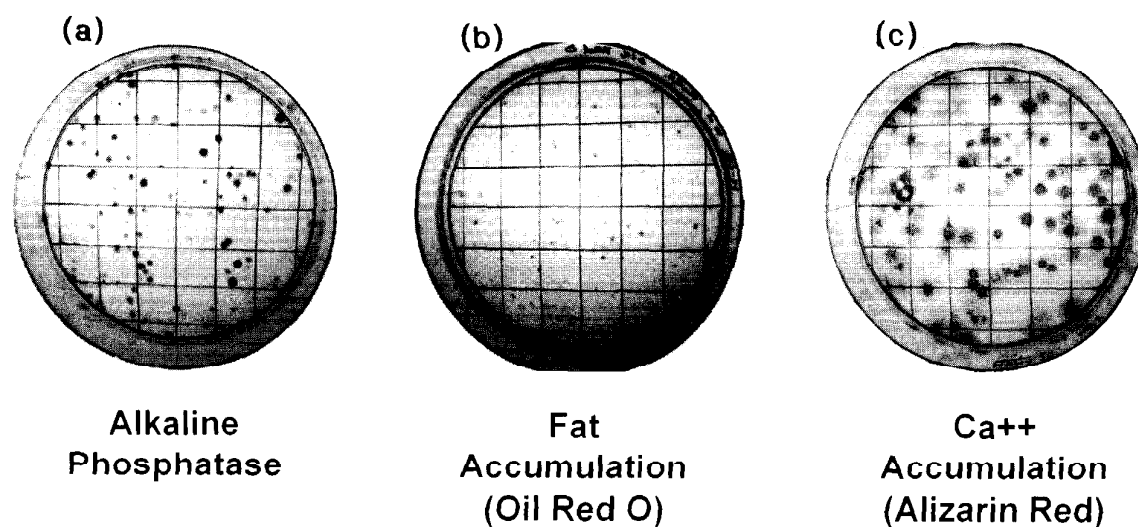 (a)
(b)
(c)
Alkaline
Phosphatase
Fat
Accumulation
(Oil Red O)
Ca++
Accumulation
(Alizarin Red)